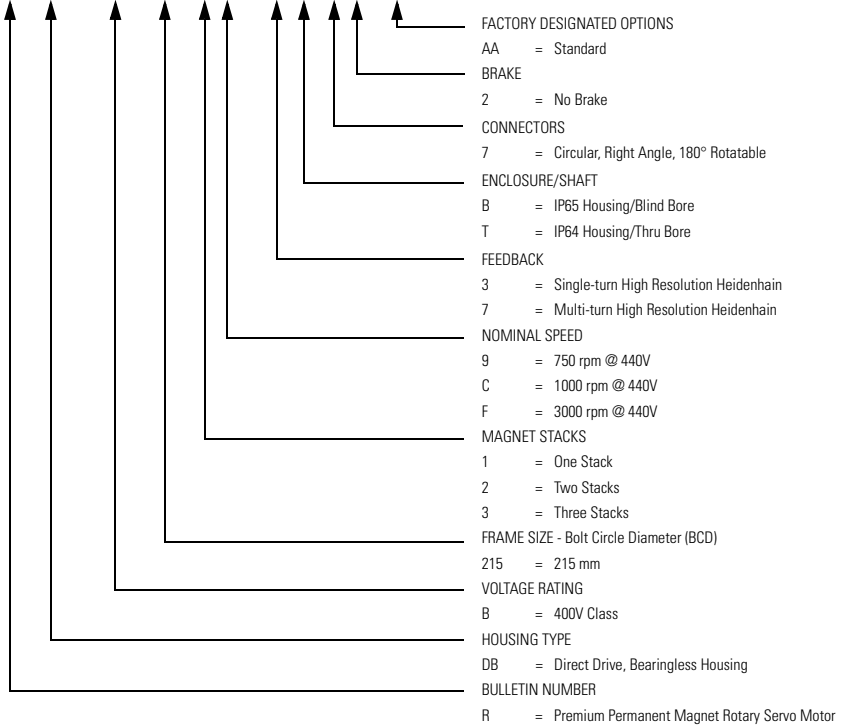 FACTORY DESIGNATED OPTIONS
AA = Standard
BRAKE
2 = No Brake
CONNECTORS
7 = Circular, Right Angle, 180° Rotatable
ENCLOSURE/SHAFT
B = IP65 Housing/Blind Bore
T = IP64 Housing/Thru Bore
FEEDBACK
3 = Single-turn High Resolution Heidenhain
7 = Multi-turn High Resolution Heidenhain
NOMINAL SPEED
9 = 750 rpm @ 440V
C = 1000 rpm @ 440V
F = 3000 rpm @ 440V
MAGNET STACKS
1 = One Stack
2 = Two Stacks
3 = Three Stacks
FRAME SIZE - Bolt Circle Diameter (BCD)
215 = 215 mm
VOLTAGE RATING
B = 400V Class
HOUSING TYPE
DB = Direct Drive, Bearingless Housing
BULLETIN NUMBER
R = Premium Permanent Magnet Rotary Servo Motor